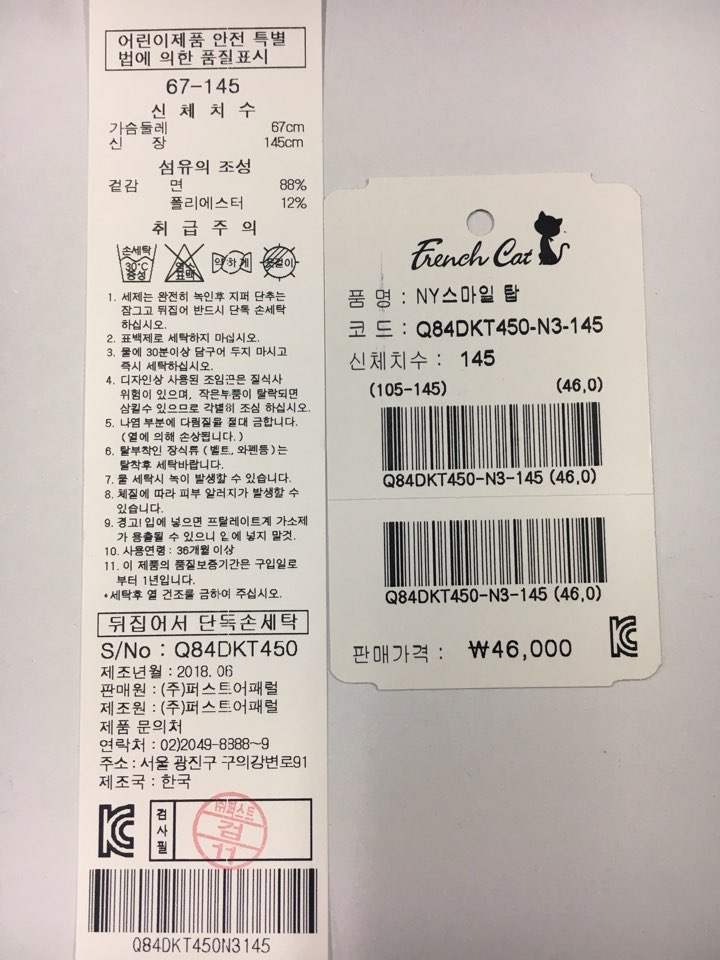 어린이제품 안전 특별
법에 의한 품질표시
67-145
신 체 치 수
가슴둘레 67cm
신 장 145cm
섬유의 조성
겉감 면 88%
폴리에스터 12%
취 급 주 의
손세탁
30°C
중성
염소
표백
약하게
1. 세제는 완전히 녹인후 지퍼 단추는
잠그고 뒤집어 반드시 단독 손세탁
하십시오.
2. 표백제로 세탁하지 마십시오.
3. 물에 30분이상 담구어 두지 마시고
즉시 세탁하십시오.
4. 디자인상 사용된 조임끈은 질식사
위험이 있으며, 작은부품이 탈락되면
삼킬수 있으므로 각별히 조심 하십시오.
5. 나염 부분에 다림질을 절대 금합니다.
(열에 의해 손상됩니다.)
6. 탈부착인 장식류 (벨트, 와펜등)는
탈착후 세탁바랍니다.
7. 물 세탁시 녹이 발생할 수 있습니다.
8. 체질에 따라 피부 알러지가 발생할 수
있습니다.
9. 경고!입에 넣으면 프탈레이트계 가소제
가 용출될 수 있으니 입에 넣지 말것.
10. 사용연령 : 36개월 이상
11. 이 제품의 품질보증기간은 구입일로
부터 1년입니다.
*세탁후 열 건조를 금하여 주십시오.
뒤집어서 단독손세탁
S/No : Q84DKT450
제조년월 : 2018. 06
판매원 : (주)퍼스트어패럴
제조원 : (주)퍼스트어패럴
제품 문의처
연락처 : 02)2049-8388~9
주소 : 서울 광진구 구의강변로91
제조국 : 한국
검사필
㈜퍼스트
검
11
Q84DKT450N3145
French Cat
품 명 : NY스마일 탑
코 드 : Q84DKT450-N3-145
신체치수 : 145
(105-145) (46,0)
Q84DKT450-N3-145 (46,0)
Q84DKT450-N3-145 (46,0)
판매가격 : ₩46,000